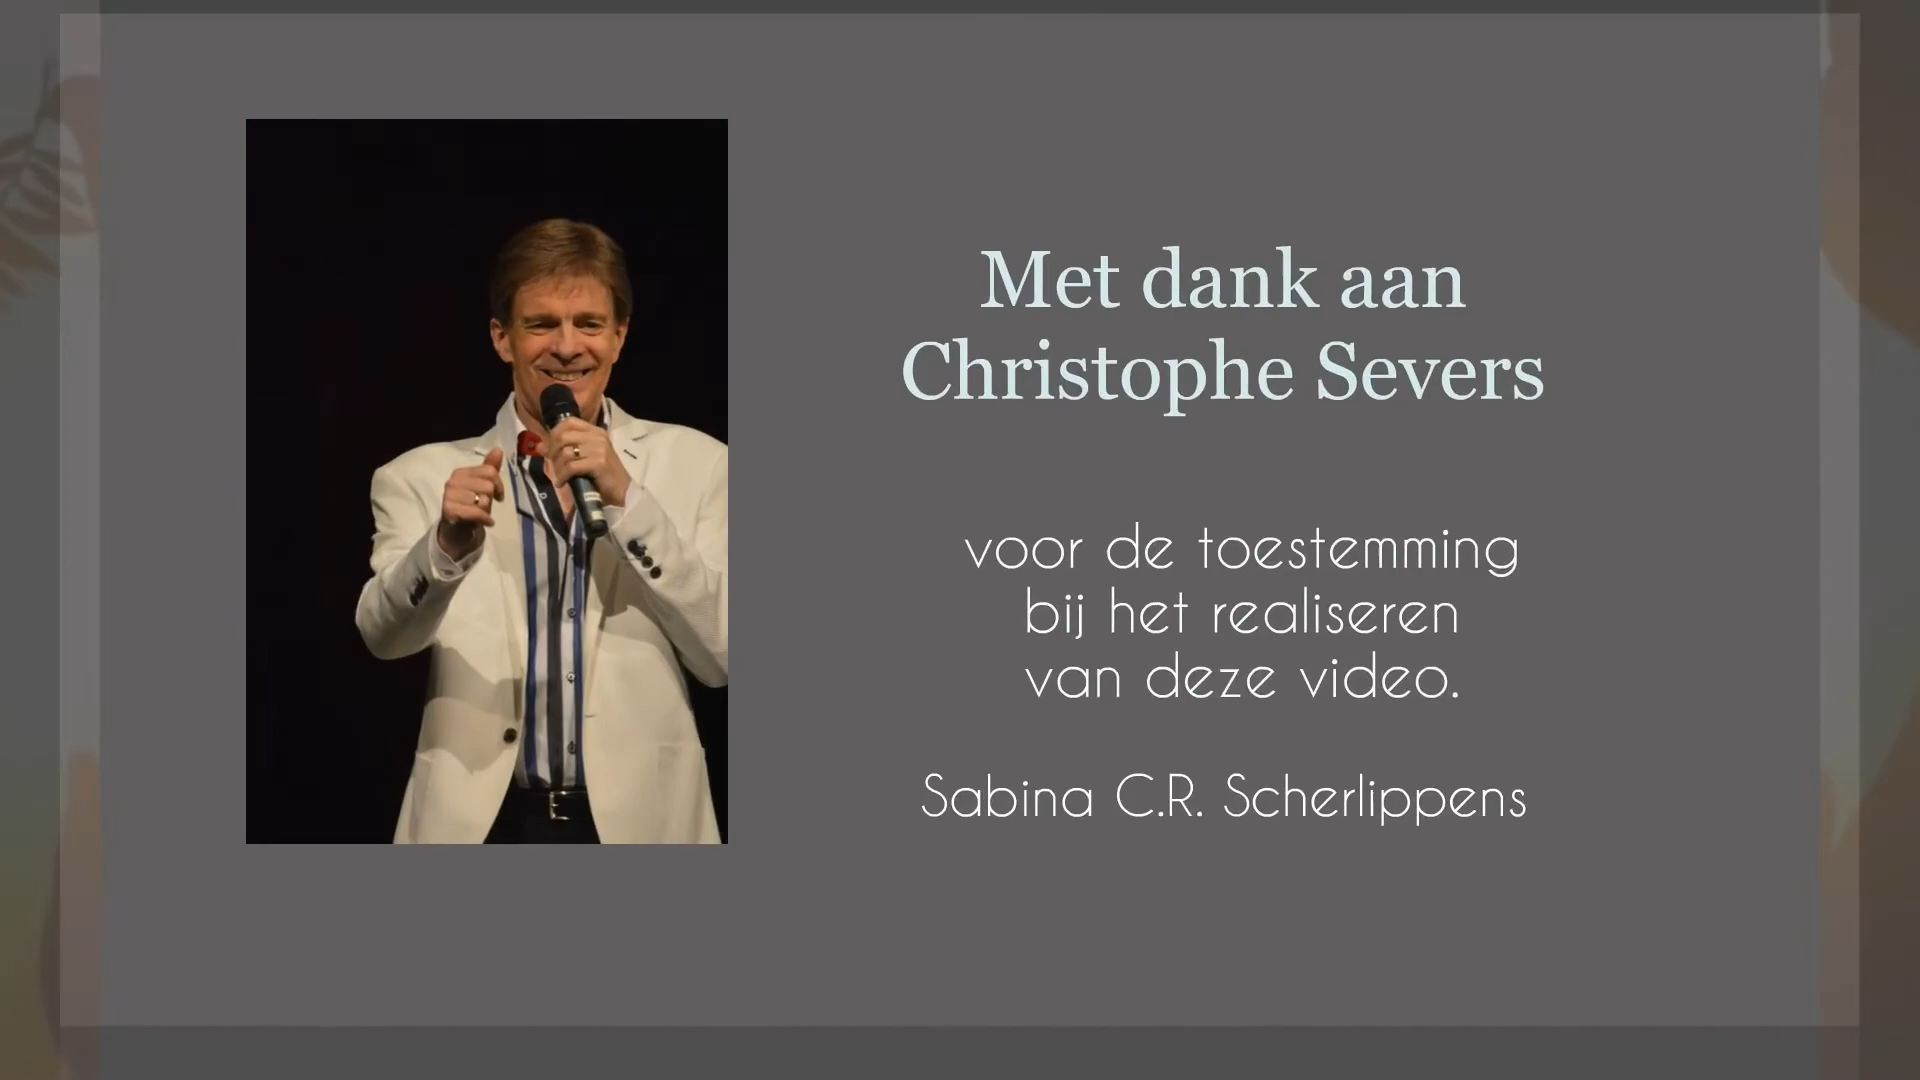 Met dank aan
Christophe Severs
voor de toestemming
bij het realiseren
van deze video.
Sabina C.R. Scherlippens